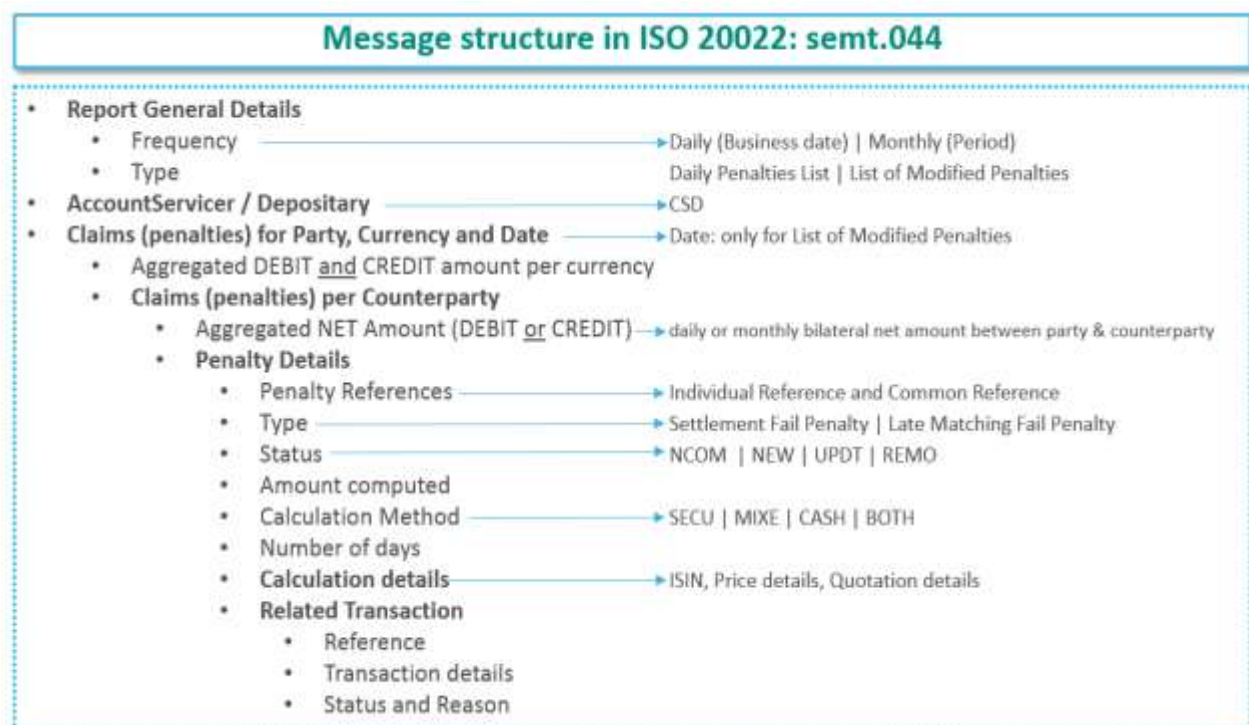 Message structure in ISO 20022: semt.044
• Report General Details
• Frequency Daily (Business date) | Monthly (Period)
• Type Daily Penalties List | List of Modified Penalties
• AccountServicer / Depositary CSD
• Claims (penalties) for Party, Currency and Date Date: only for List of Modified Penalties
• Aggregated DEBIT and CREDIT amount per currency
• Claims (penalties) per Counterparty
• Aggregated NET Amount (DEBIT or CREDIT) daily or monthly bilateral net amount between party & counterparty
• Penalty Details
• Penalty References Individual Reference and Common Reference
• Type Settlement Fail Penalty | Late Matching Fail Penalty
• Status NCOM | NEW | UPDT | REMO
• Amount computed
• Calculation Method SECU | MIXE | CASH | BOTH
• Number of days
• Calculation details ISIN, Price details, Quotation details
• Related Transaction
• Reference
• Transaction details
• Status and Reason